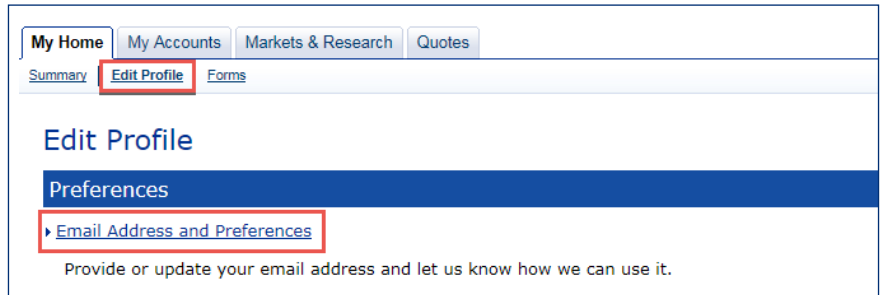 My Home My Accounts Markets & Research Quotes
Summary Edit Profile Forms
Edit Profile
Preferences
Email Address and Preferences
Provide or update your email address and let us know how we can use it.